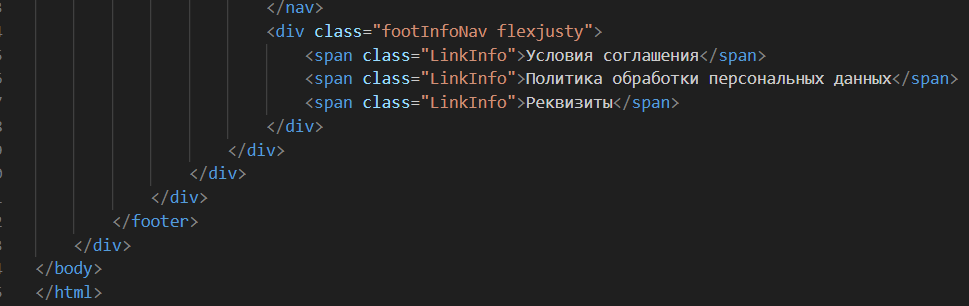 </nav>
<div class="footInfoNav flexjusty">
<span class="LinkInfo">Условия соглашения</span>
<span class="LinkInfo">Политика обработки персональных данных</span>
<span class="LinkInfo">Реквизиты</span>
</div>
</div>
</div>
</div>
</footer>
</div>
</body>
</html>